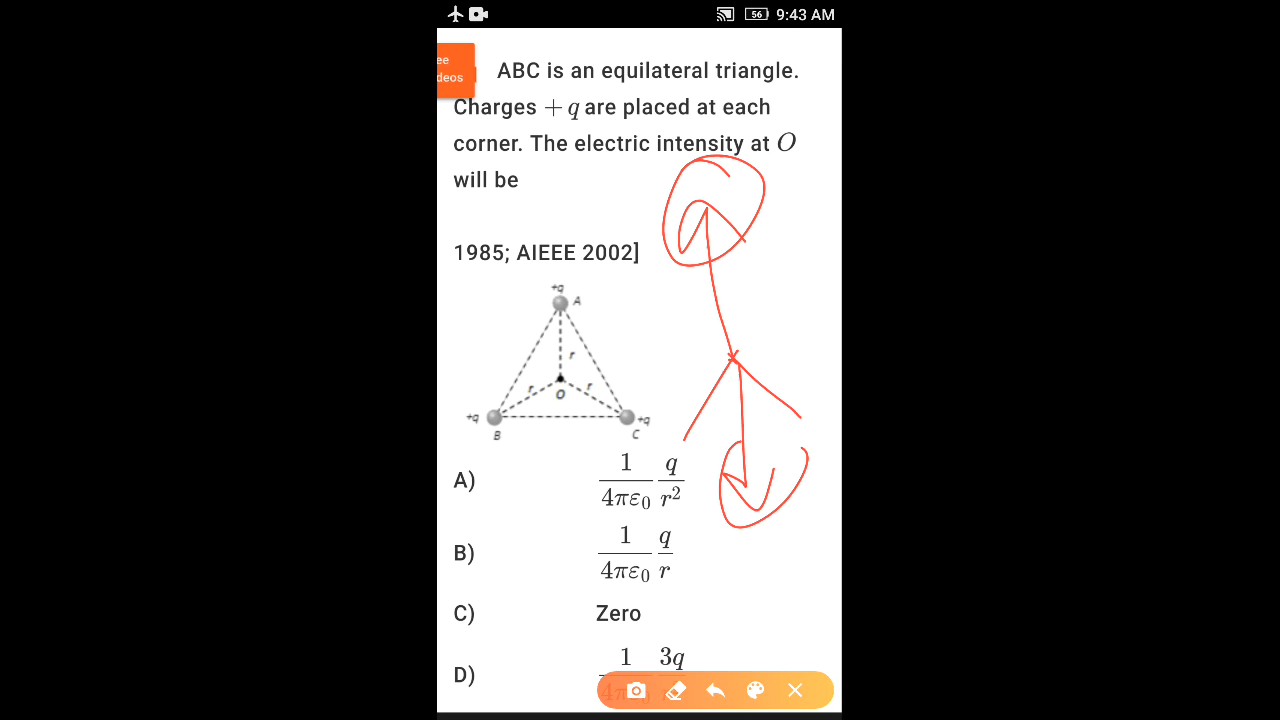 56 9:43 AM
ee
deos
ABC is an equilateral triangle.
Charges +q are placed at each
corner. The electric intensity at O
will be
1985; AIEEE 2002]
+q
A
r
r r
O
+q +q
B C
A) 1/4πε₀ q/r²
B) 1/4πε₀ q/r
C) Zero
D) 1 3q